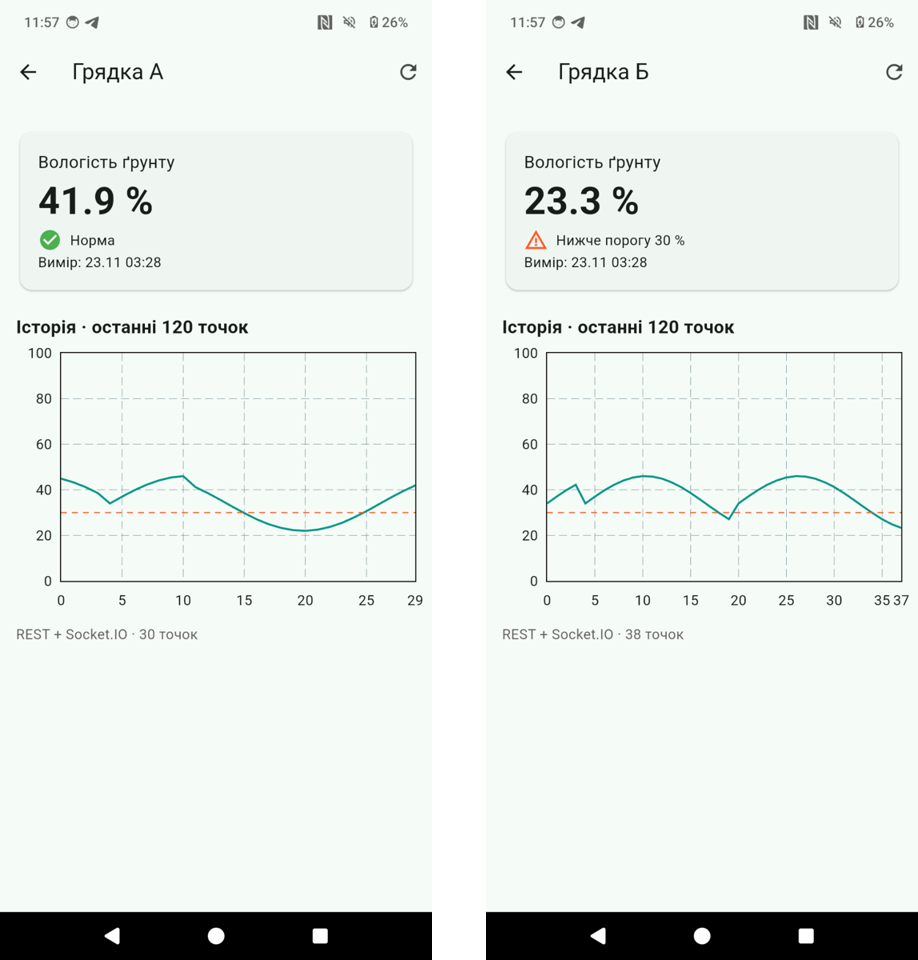 11:57 26%
Грядка А
Вологість ґрунту
41.9 %
Норма
Вимір: 23.11 03:28
Історія · останні 120 точок
100
80
60
40
20
0
0 5 10 15 20 25 29
REST + Socket.IO · 30 точок
11:57 26%
Грядка Б
Вологість ґрунту
23.3 %
Нижче порогу 30 %
Вимір: 23.11 03:28
Історія · останні 120 точок
100
80
60
40
20
0
0 5 10 15 20 25 30 35 37
REST + Socket.IO · 38 точок